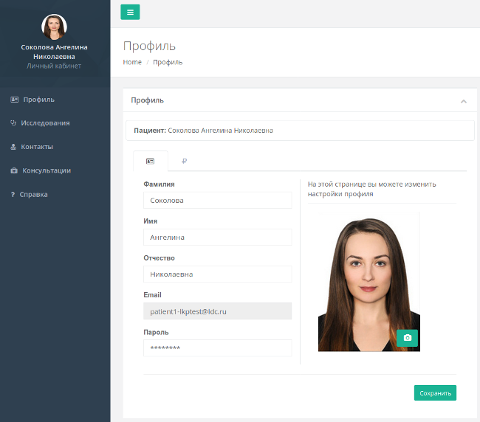 Соколова Ангелина
Николаевна
Личный кабинет
Профиль
Исследования
Контакты
Консультации
? Справка
Профиль
Home / Профиль
Профиль
Пациент: Соколова Ангелина Николаевна
₽
Фамилия
Соколова
Имя
Ангелина
Отчество
Николаевна
Email
patient1-lkptest@ldc.ru
Пароль
********
На этой странице вы можете изменить
настройки профиля
Сохранить